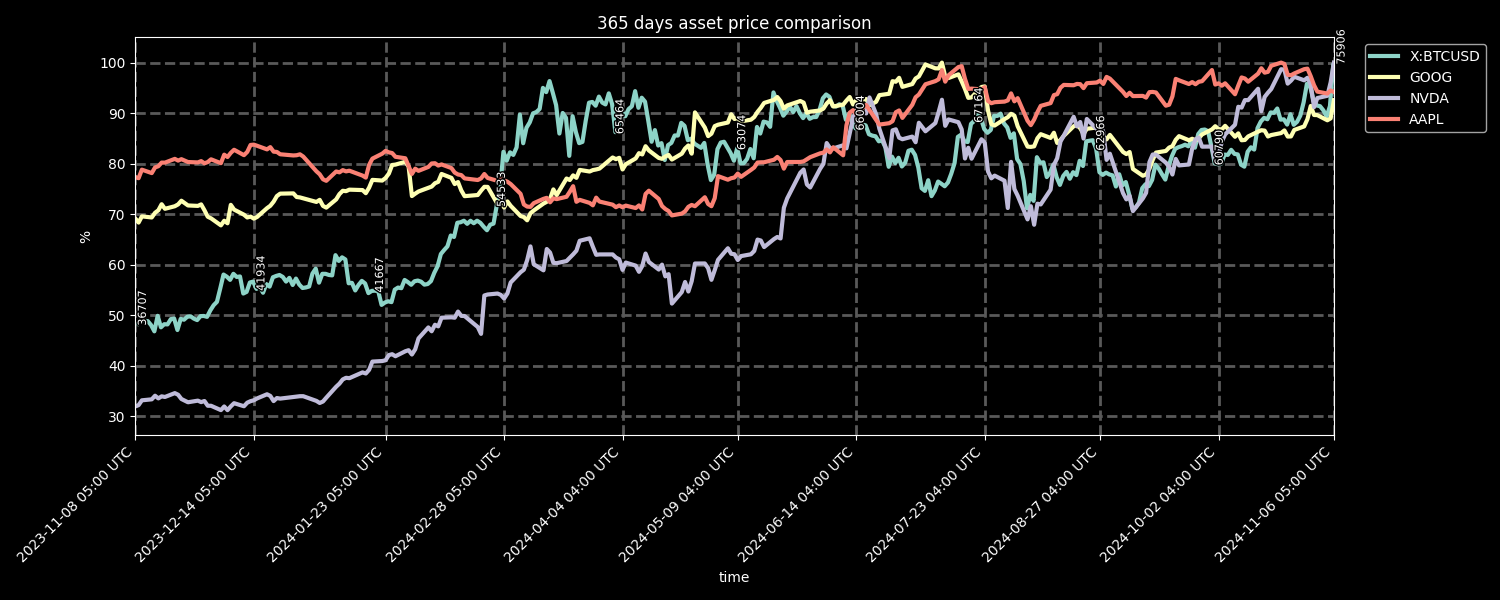 365 days asset price comparison
%
100
90
80
70
60
50
40
30
36707
41934
41667
54533
65464
63074
66004
67164
62966
75906
2023-11-08 05:00 UTC
2023-12-14 05:00 UTC
2024-01-23 05:00 UTC
2024-02-28 05:00 UTC
2024-04-04 04:00 UTC
2024-05-09 04:00 UTC
2024-06-14 04:00 UTC
2024-07-23 04:00 UTC
2024-08-27 04:00 UTC
2024-10-02 04:00 UTC
2024-11-06 05:00 UTC
time
X:BTCUSD
GOOG
NVDA
AAPL